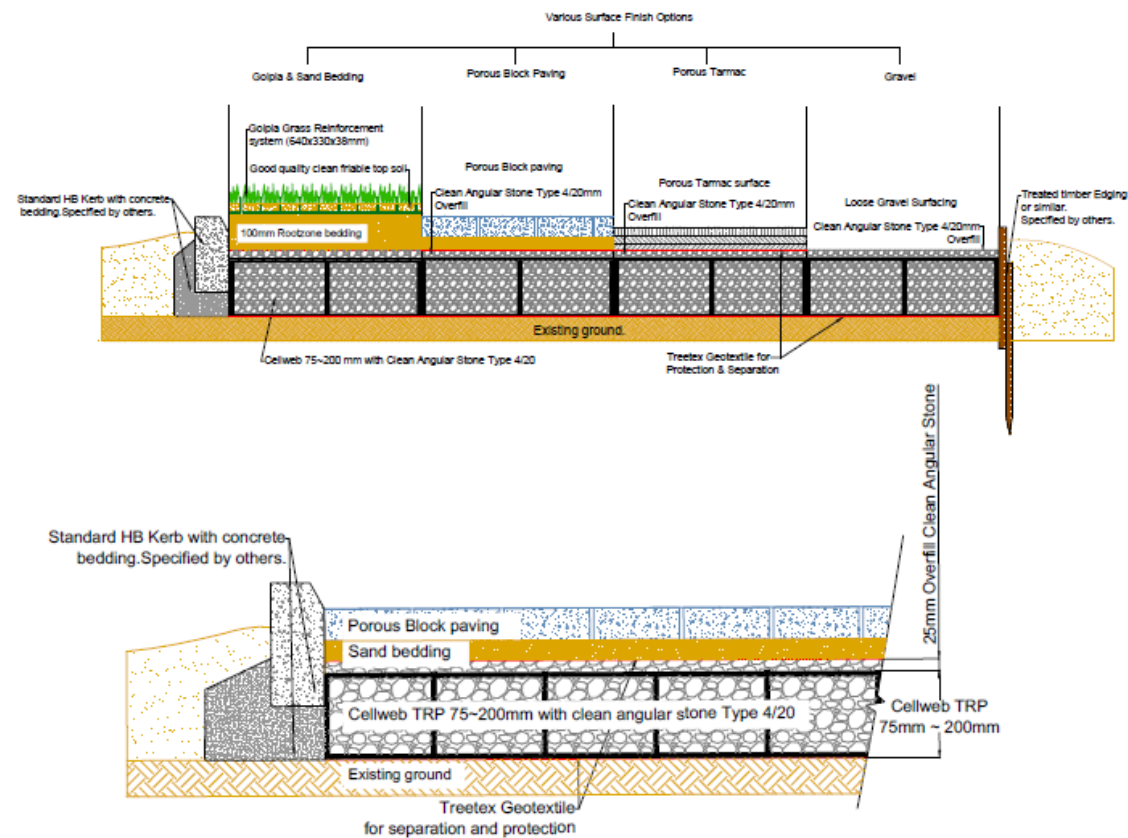 Various Surface Finish Options
Golpla & Sand Bedding
Porous Block Paving
Porous Tarmac
Gravel
Golpla Grass Reinforcement
system (640x330x38mm)
Good quality clean friable top soil
Standard HB Kerb with concrete
bedding.Specified by others.
100mm Rootzone bedding
Porous Block paving
Clean Angular Stone Type 4/20mm
Overfill
Porous Tarmac surface
Clean Angular Stone Type 4/20mm
Overfill
Loose Gravel Surfacing
Clean Angular Stone Type 4/20mm
Overfill
Treated timber Edging
or similar.
Specified by others.
Existing ground.
Cellweb 75~200 mm with Clean Angular Stone Type 4/20
Treetex Geotextile for
Protection & Separation
Standard HB Kerb with concrete
bedding.Specified by others.
25mm Overfill Clean Angular Stone
Porous Block paving
Sand bedding
Cellweb TRP 75~200mm with clean angular stone Type 4/20
Cellweb TRP
75mm ~ 200mm
Existing ground
Treetex Geotextile
for separation and protection